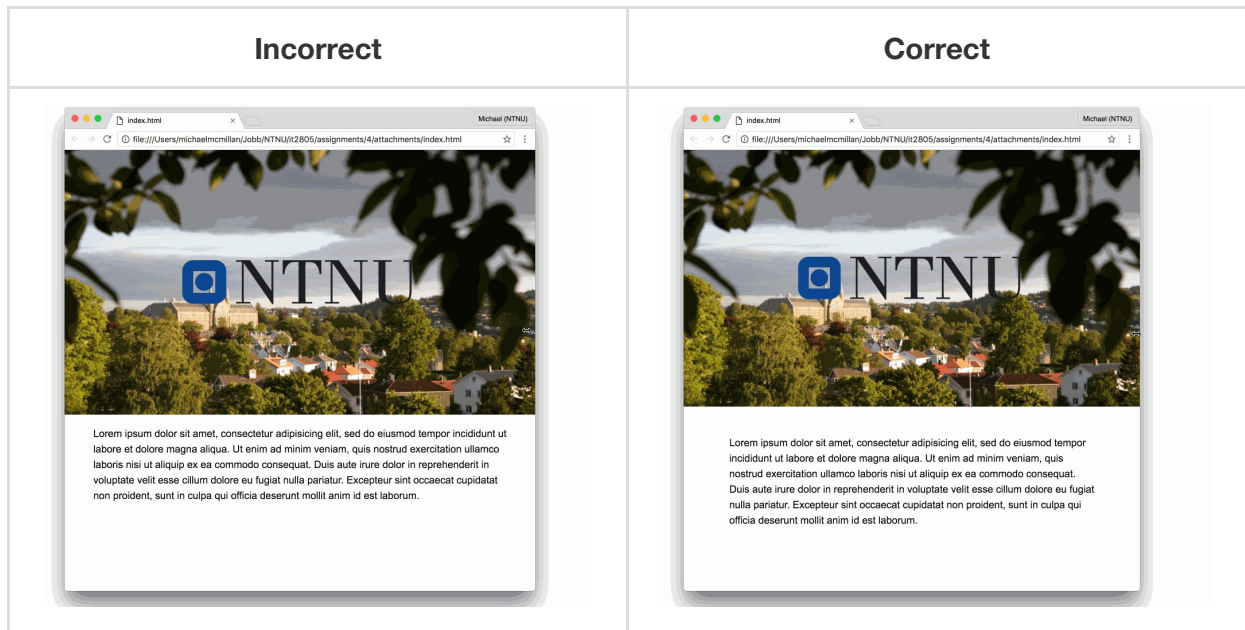 Incorrect
Correct
index.html
Michael (NTNU)
file:///Users/michaelmcmillan/Jobb/NTNU/it2805/assignments/4/attachments/index.html
NTNU
Lorem ipsum dolor sit amet, consectetur adipisicing elit, sed do eiusmod tempor incididunt ut
labore et dolore magna aliqua. Ut enim ad minim veniam, quis nostrud exercitation ullamco
laboris nisi ut aliquip ex ea commodo consequat. Duis aute irure dolor in reprehenderit in
voluptate velit esse cillum dolore eu fugiat nulla pariatur. Excepteur sint occaecat cupidatat
non proident, sunt in culpa qui officia deserunt mollit anim id est laborum.
index.html
Michael (NTNU)
file:///Users/michaelmcmillan/Jobb/NTNU/it2805/assignments/4/attachments/index.html
NTNU
Lorem ipsum dolor sit amet, consectetur adipisicing elit, sed do eiusmod tempor
incididunt ut labore et dolore magna aliqua. Ut enim ad minim veniam, quis
nostrud exercitation ullamco laboris nisi ut aliquip ex ea commodo consequat.
Duis aute irure dolor in reprehenderit in voluptate velit esse cillum dolore eu fugiat
nulla pariatur. Excepteur sint occaecat cupidatat non proident, sunt in culpa qui
officia deserunt mollit anim id est laborum.